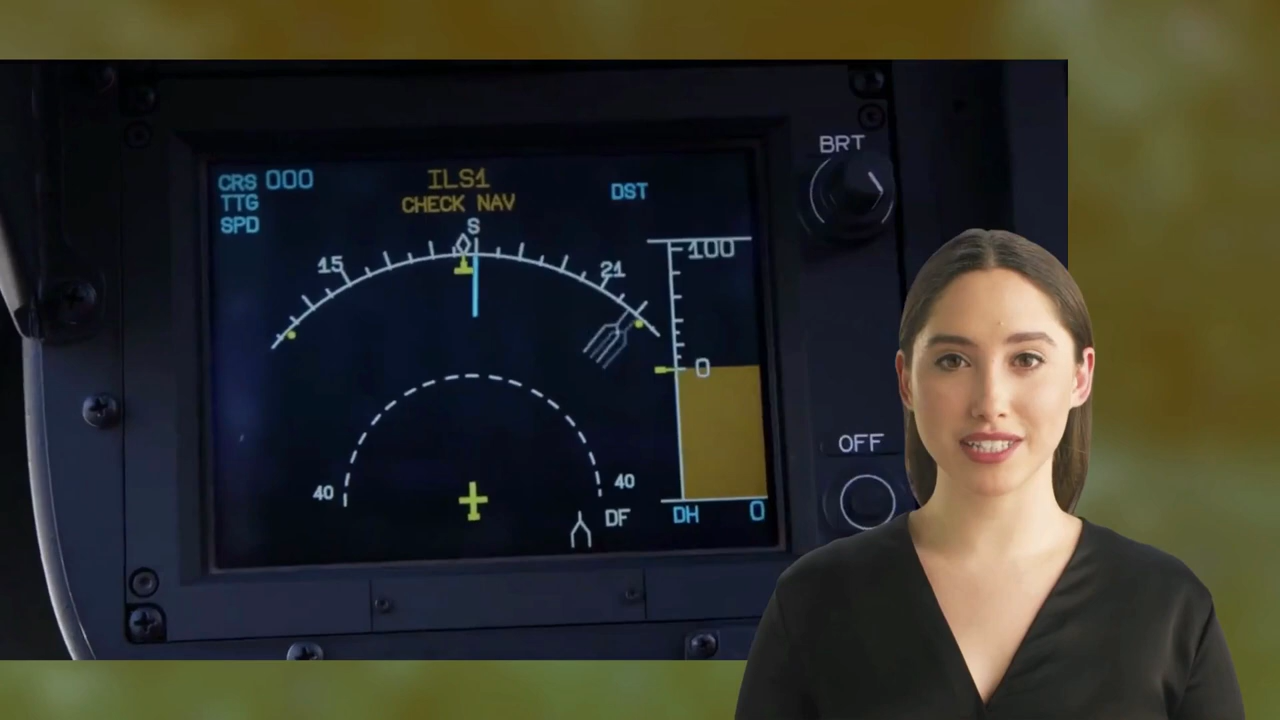 BRT
CRS 000
ILS1
DST
TTG
CHECK NAV
SPD
S
15
21
100
0
OFF
40
40
DF
DH 0